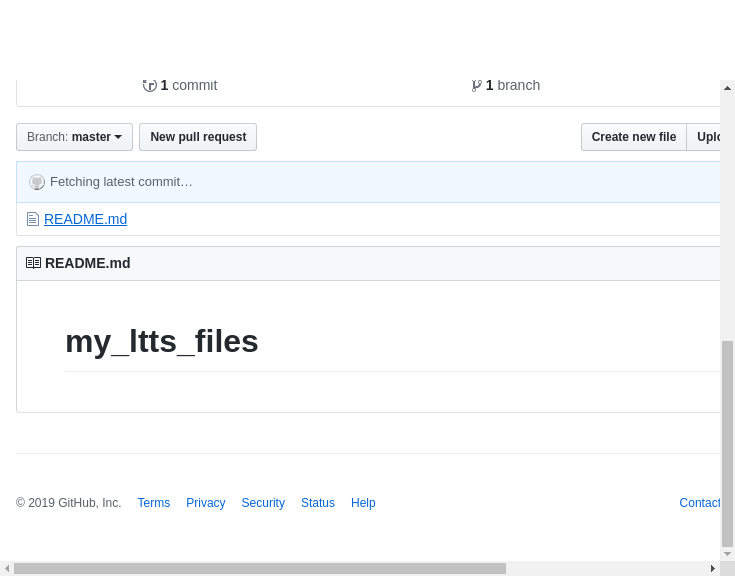 1 commit 1 branch
Branch: master New pull request Create new file
Fetching latest commit…
README.md
README.md
my_ltts_files
© 2019 GitHub, Inc. Terms Privacy Security Status Help Contact